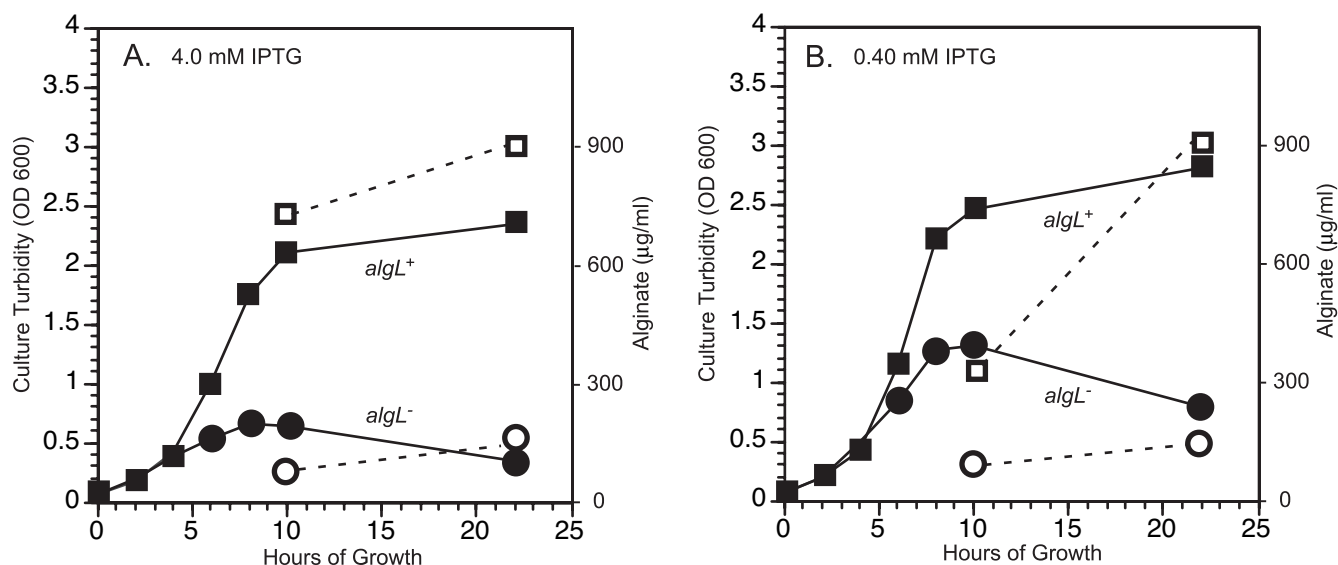 A. 4.0 mM IPTG
4
3.5
3
2.5
2
1.5
1
0.5
0
Culture Turbidity (OD 600)
900
600
300
0
Alginate (µg/ml)
algL+
algL-
0 5 10 15 20 25
Hours of Growth
B. 0.40 mM IPTG
4
3.5
3
2.5
2
1.5
1
0.5
0
Culture Turbidity (OD 600)
900
600
300
0
Alginate (µg/ml)
algL+
algL-
0 5 10 15 20 25
Hours of Growth